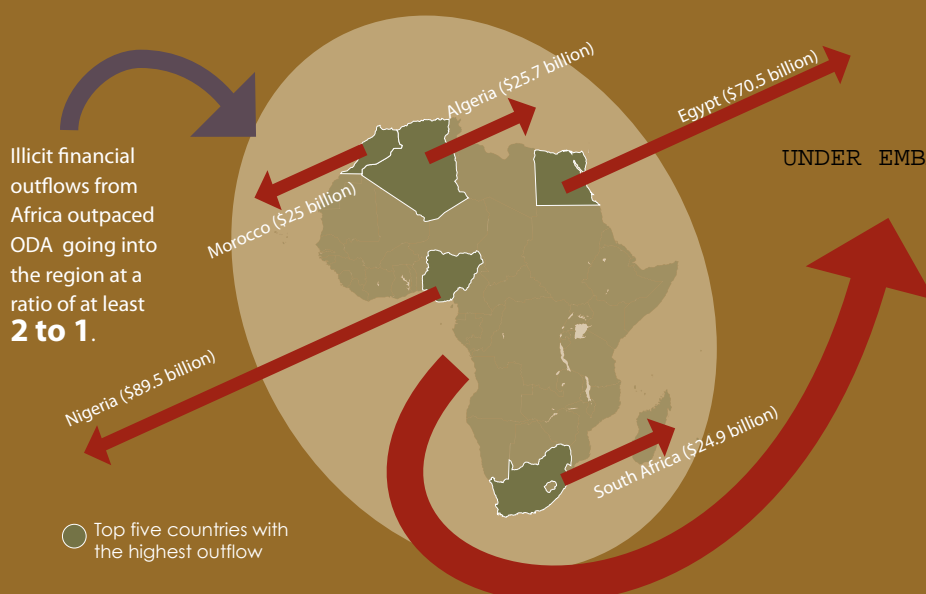 Illicit financial
outflows from
Africa outpaced
ODA going into
the region at a
ratio of at least
2 to 1.
Algeria ($25.7 billion)
Egypt ($70.5 billion)
UNDER EMB
Morocco ($25 billion)
Nigeria ($89.5 billion)
South Africa ($24.9 billion)
Top five countries with
the highest outflow